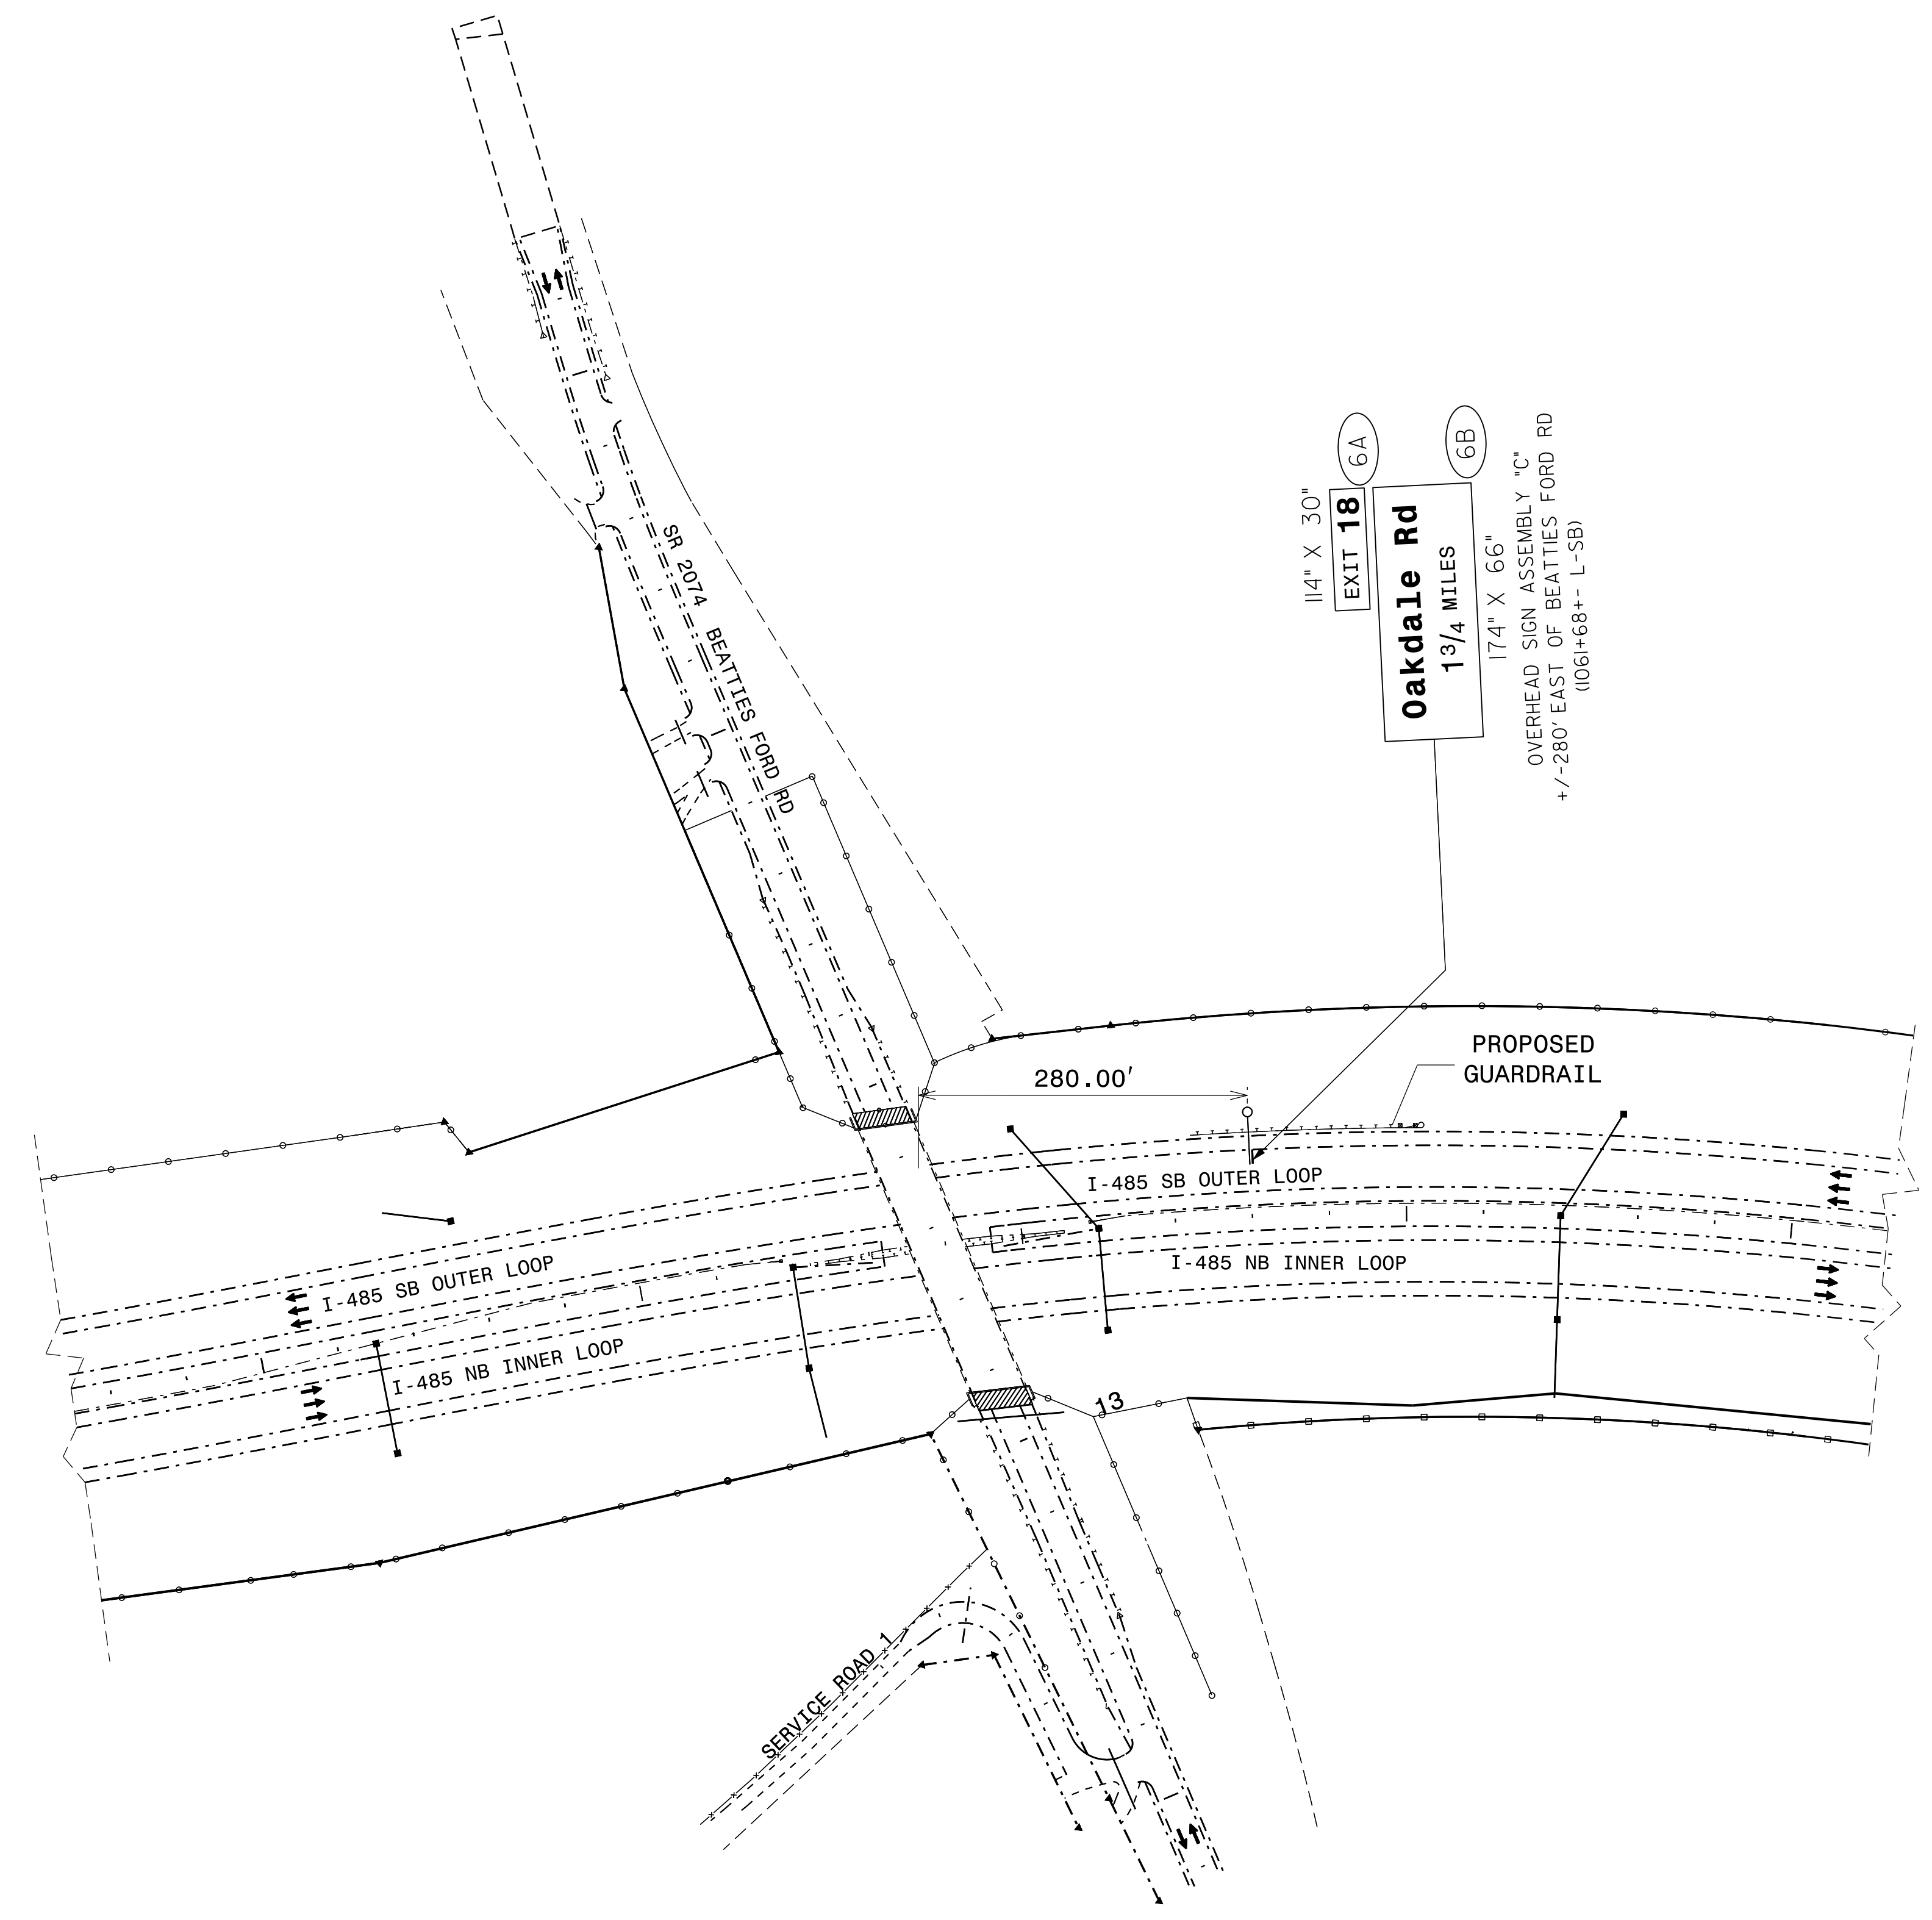 114" X 30"
6A
EXIT 18
6B
Oakdale Rd
1 3/4 MILES
174" X 66"
OVERHEAD SIGN ASSEMBLY "C"
+/-280' EAST OF BEATTIES FORD RD
(1061+68+- L-SB)
SR 2074 BEATTIES FORD RD
PROPOSED
GUARDRAIL
280.00'
I-485 SB OUTER LOOP
I-485 NB INNER LOOP
I-485 SB OUTER LOOP
I-485 NB INNER LOOP
13
SERVICE ROAD 1